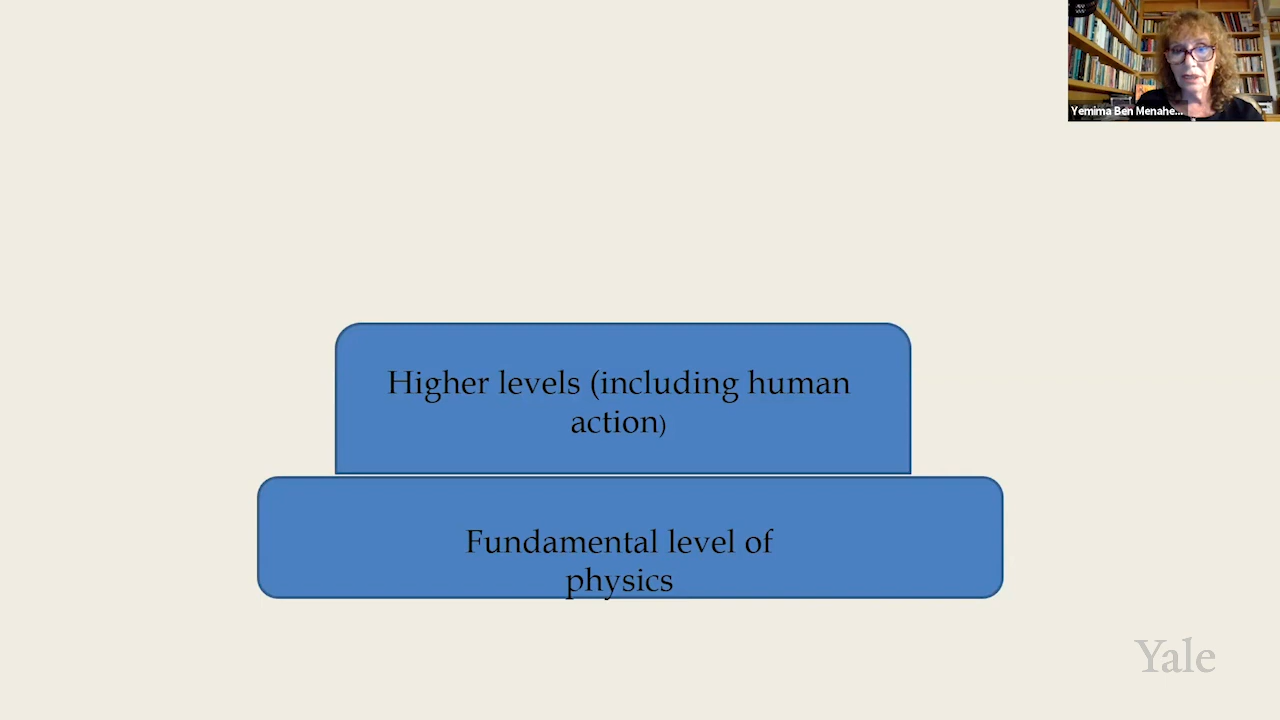 Yemima Ben Menahe...
Higher levels (including human
action)
Fundamental level of
physics
Yale